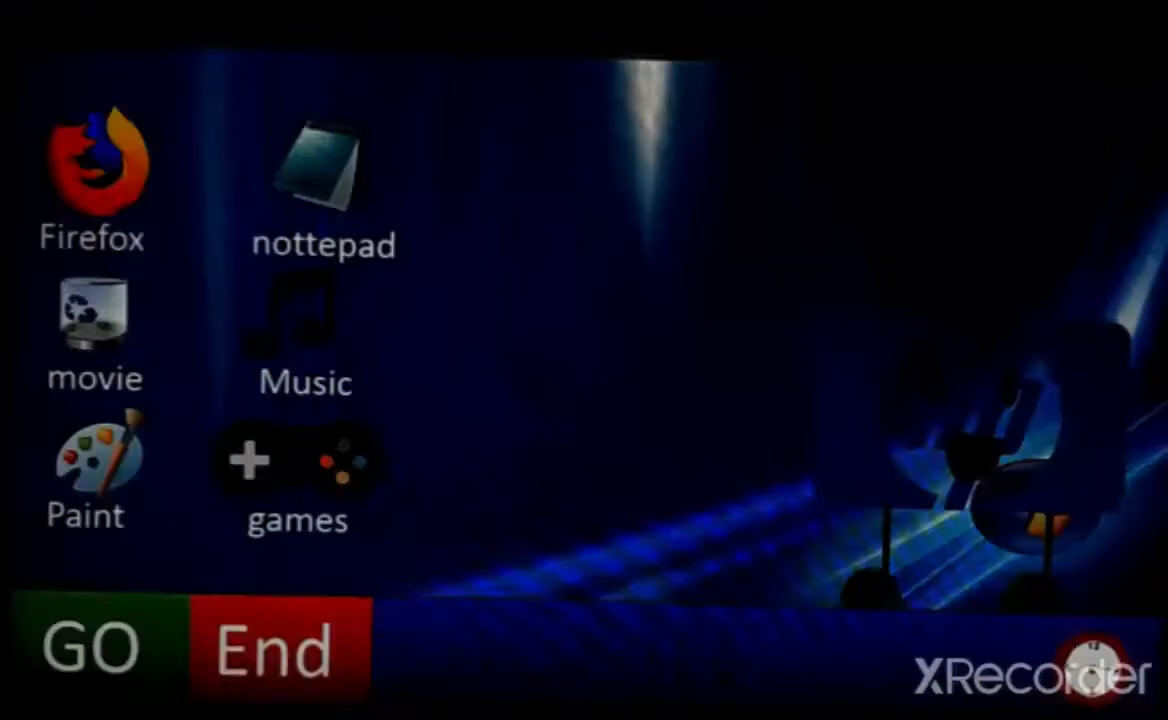 Firefox
nottepad
movie
Music
Paint
games
GO
End
XRecorder